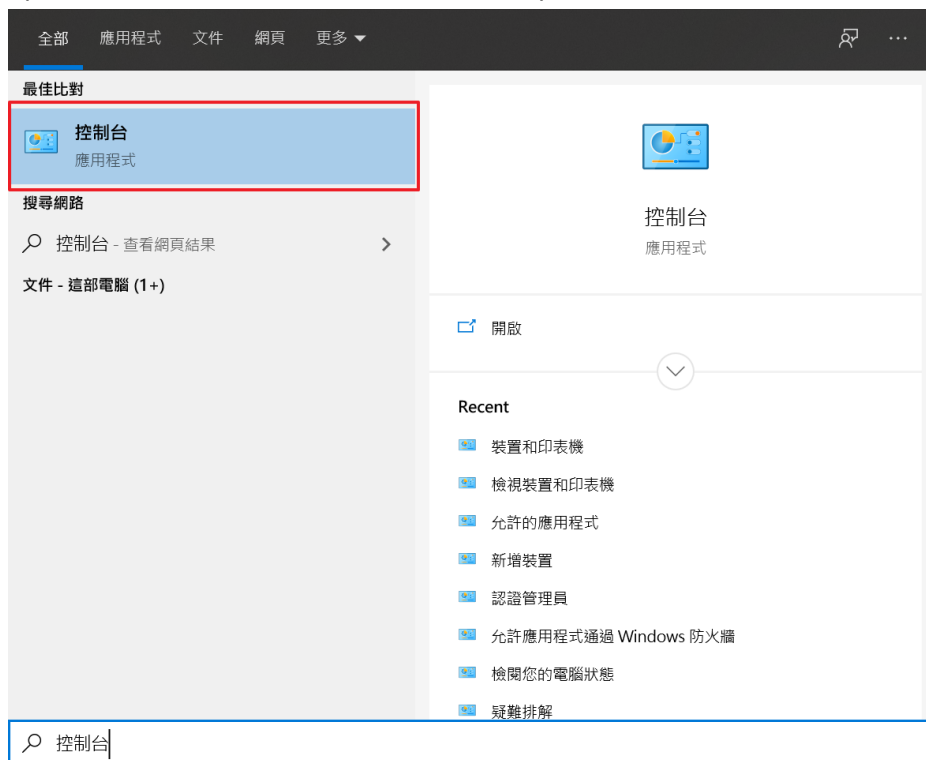 全部 應用程式 文件 網頁 更多
最佳比對
控制台
應用程式
搜尋網路
控制台 - 查看網頁結果
文件 - 這部電腦 (1+)
控制台
應用程式
開啟
Recent
裝置和印表機
檢視裝置和印表機
允許的應用程式
新增裝置
認證管理員
允許應用程式通過 Windows 防火牆
檢閱您的電腦狀態
疑難排解
控制台